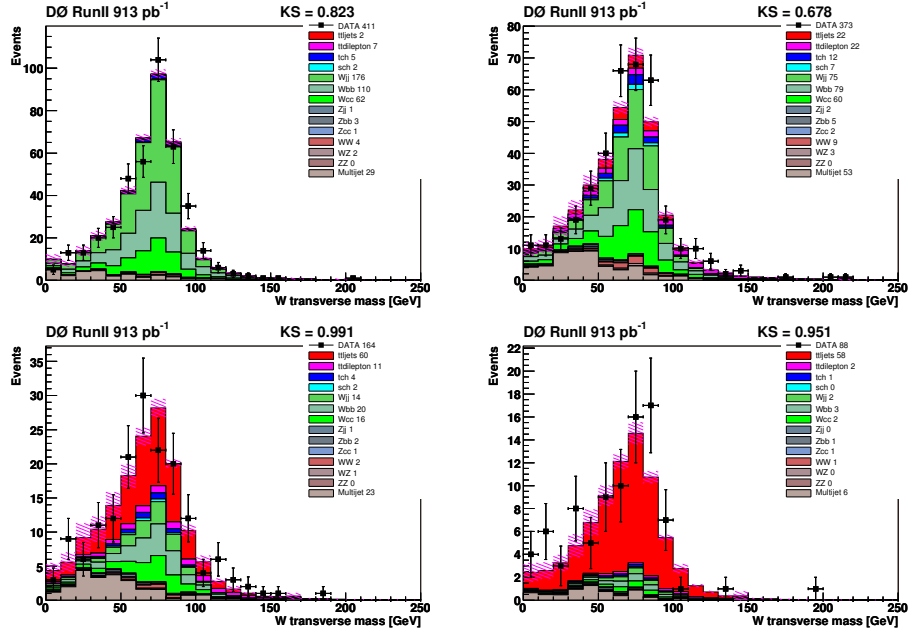 DØ RunII 913 pb⁻¹ KS = 0.823
Events
DATA 411
ttljets 2
ttdilepton 7
tch 5
sch 2
Wjj 176
Wbb 110
Wcc 62
Zjj 1
Zbb 3
Zcc 1
WW 4
WZ 2
ZZ 0
Multijet 29
100
80
60
40
20
0
0 50 100 150 200 250
W transverse mass [GeV]
DØ RunII 913 pb⁻¹ KS = 0.678
Events
DATA 373
ttljets 22
ttdilepton 22
tch 12
sch 7
Wjj 75
Wbb 79
Wcc 60
Zjj 2
Zbb 5
Zcc 2
WW 9
WZ 3
ZZ 0
Multijet 53
80
70
60
50
40
30
20
10
0
0 50 100 150 200 250
W transverse mass [GeV]
DØ RunII 913 pb⁻¹ KS = 0.991
Events
DATA 164
ttljets 60
ttdilepton 11
tch 4
sch 2
Wjj 14
Wbb 20
Wcc 16
Zjj 1
Zbb 2
Zcc 1
WW 2
WZ 1
ZZ 0
Multijet 23
35
30
25
20
15
10
5
0
0 50 100 150 200 250
W transverse mass [GeV]
DØ RunII 913 pb⁻¹ KS = 0.951
Events
DATA 88
ttljets 58
ttdilepton 2
tch 1
sch 0
Wjj 2
Wbb 3
Wcc 2
Zjj 0
Zbb 1
Zcc 0
WW 1
WZ 0
ZZ 0
Multijet 6
22
20
18
16
14
12
10
8
6
4
2
0
0 50 100 150 200 250
W transverse mass [GeV]